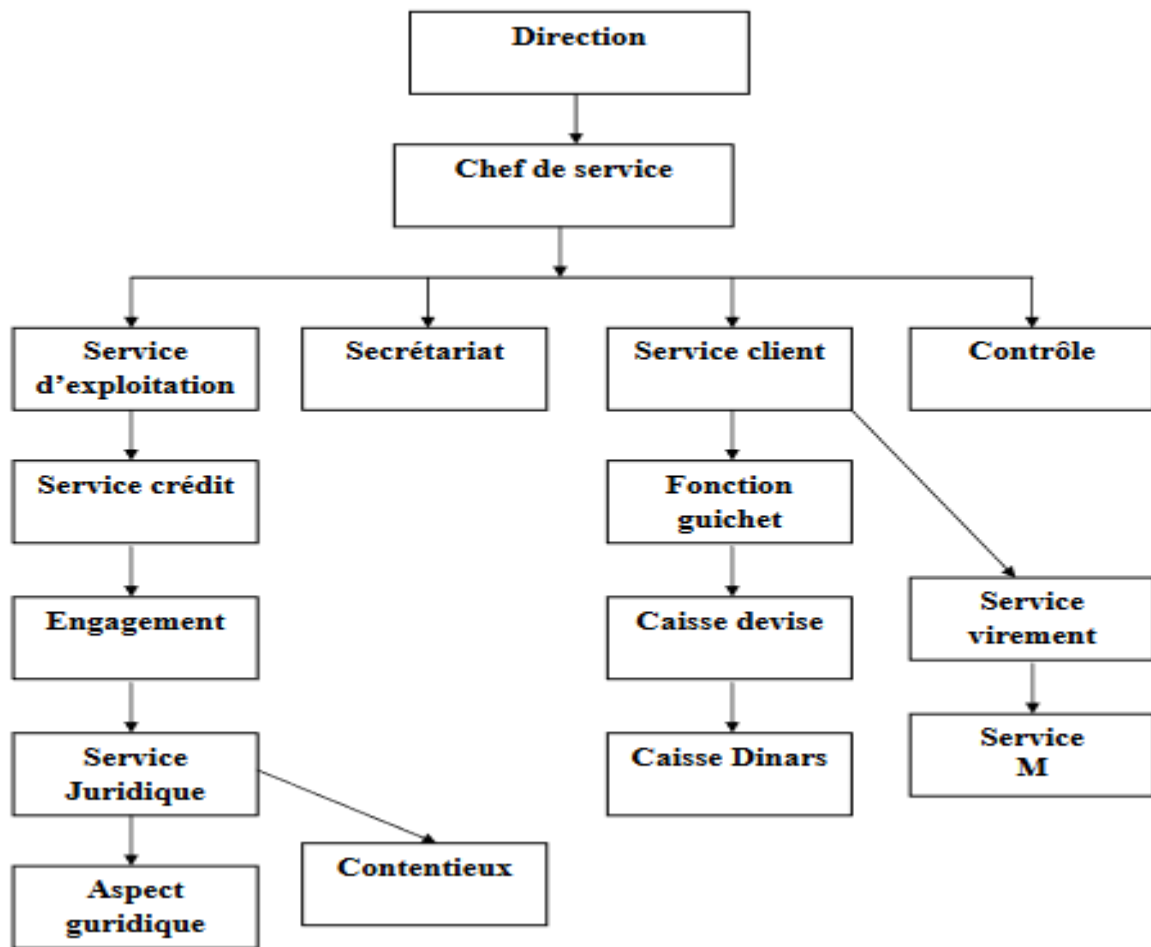 Direction
Chef de service
Service
d’exploitation
Secrétariat
Service client
Contrôle
Service crédit
Fonction
guichet
Engagement
Caisse devise
Service
virement
Service
Juridique
Caisse Dinars
Service
M
Contentieux
Aspect
guridique